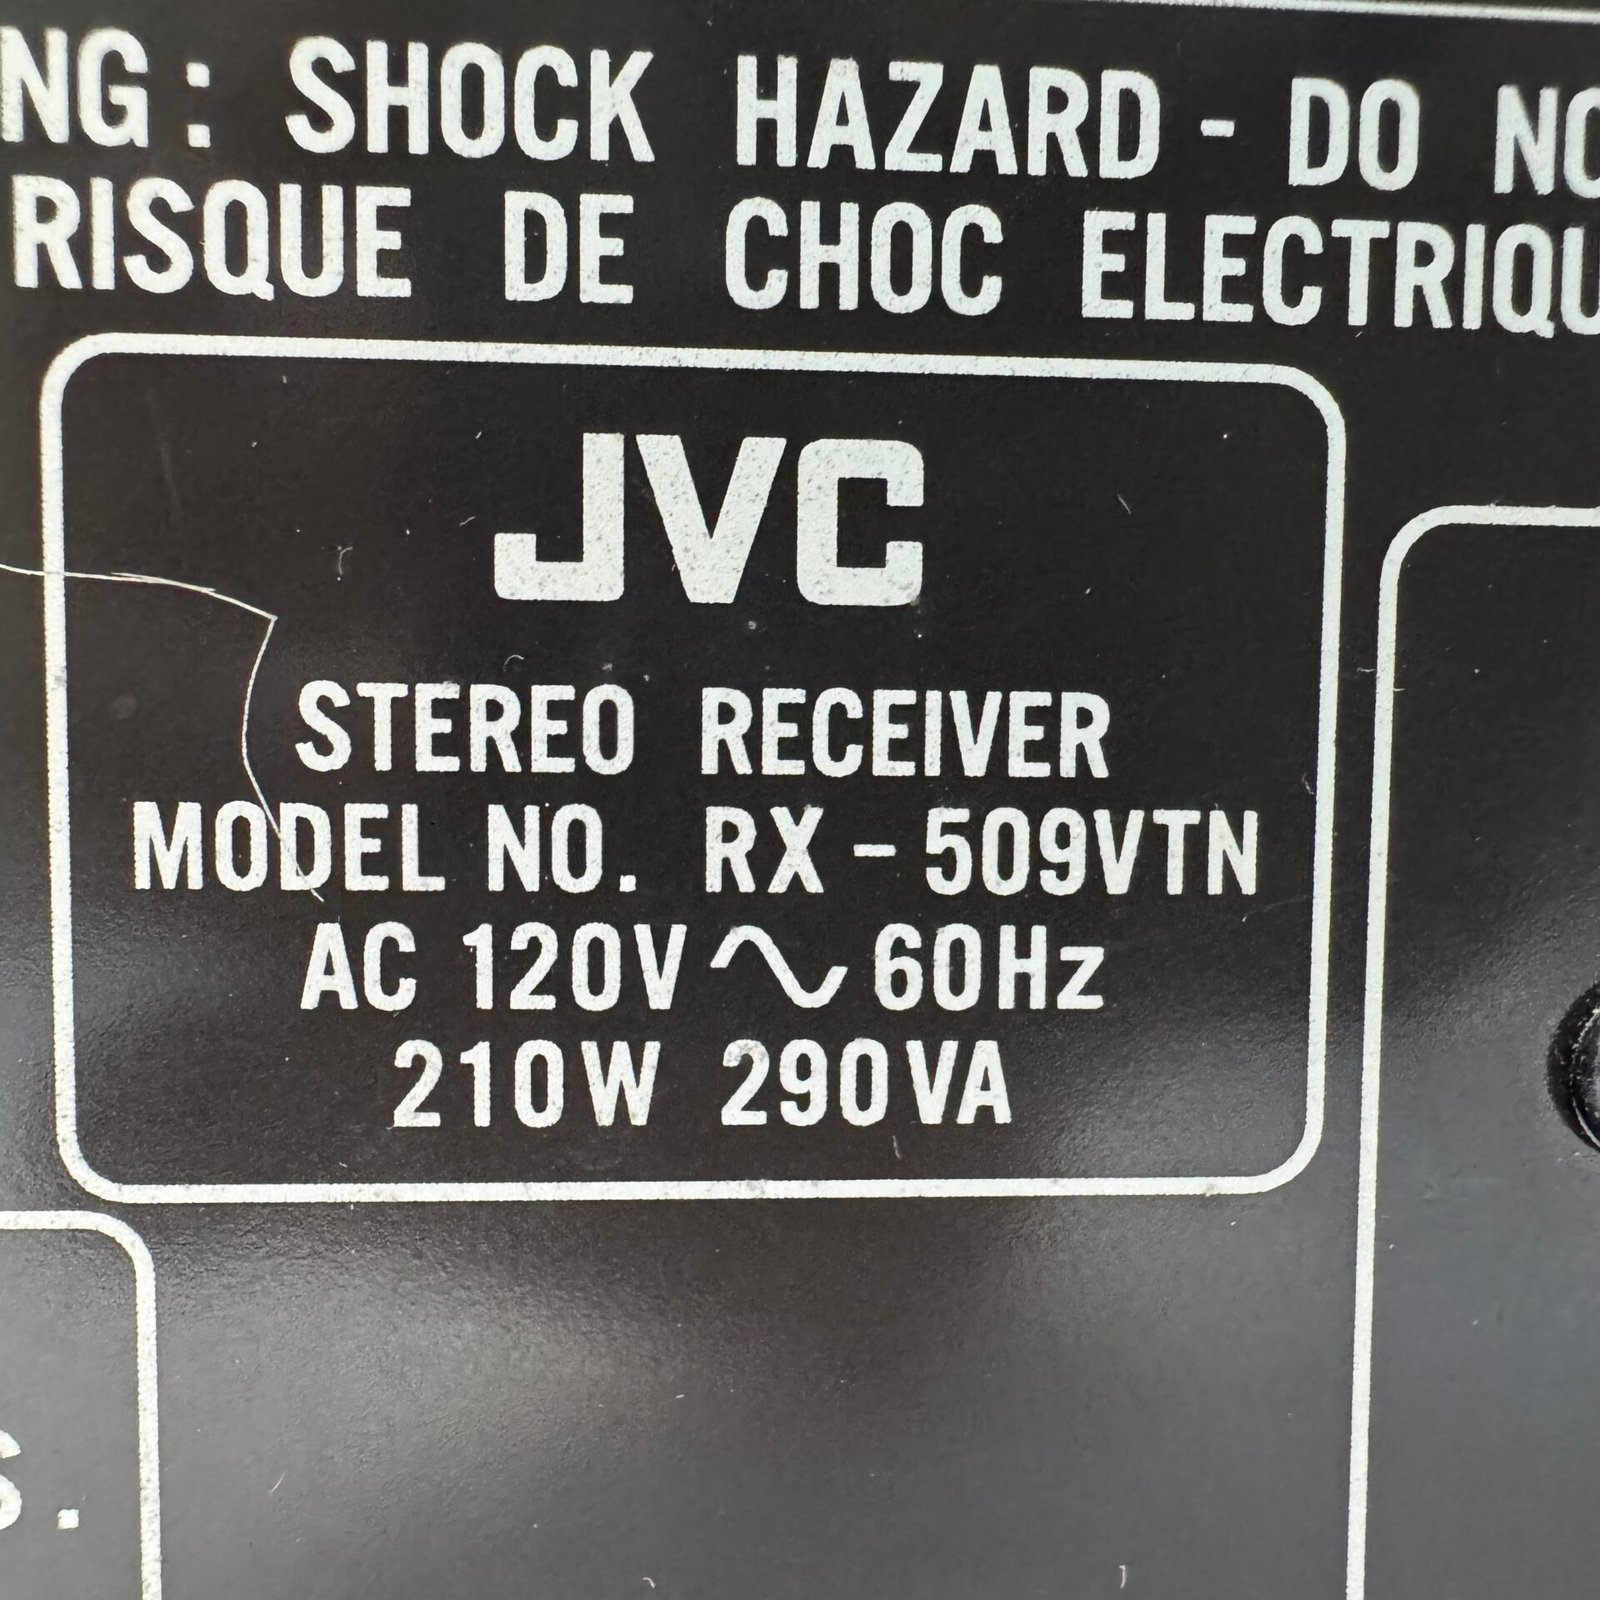 NG: SHOCK HAZARD - DO NO
RISQUE DE CHOC ELECTRIQU
JVC
STEREO RECEIVER
MODEL NO. RX-509VTN
AC 120V ~ 60Hz
210W 290VA
S.